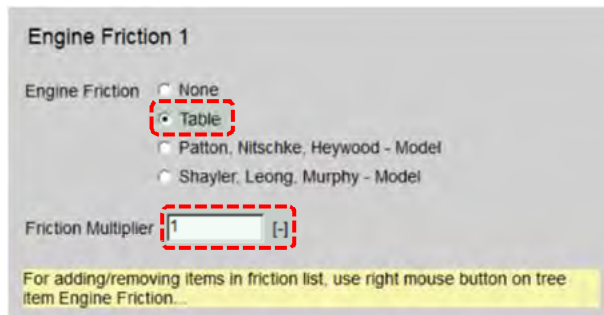 Engine Friction 1
Engine Friction None
Table
Patton, Nitschke, Heywood - Model
Shayler, Leong, Murphy - Model
Friction Multiplier 1 [-]
For adding/removing items in friction list, use right mouse button on tree
item Engine Friction...